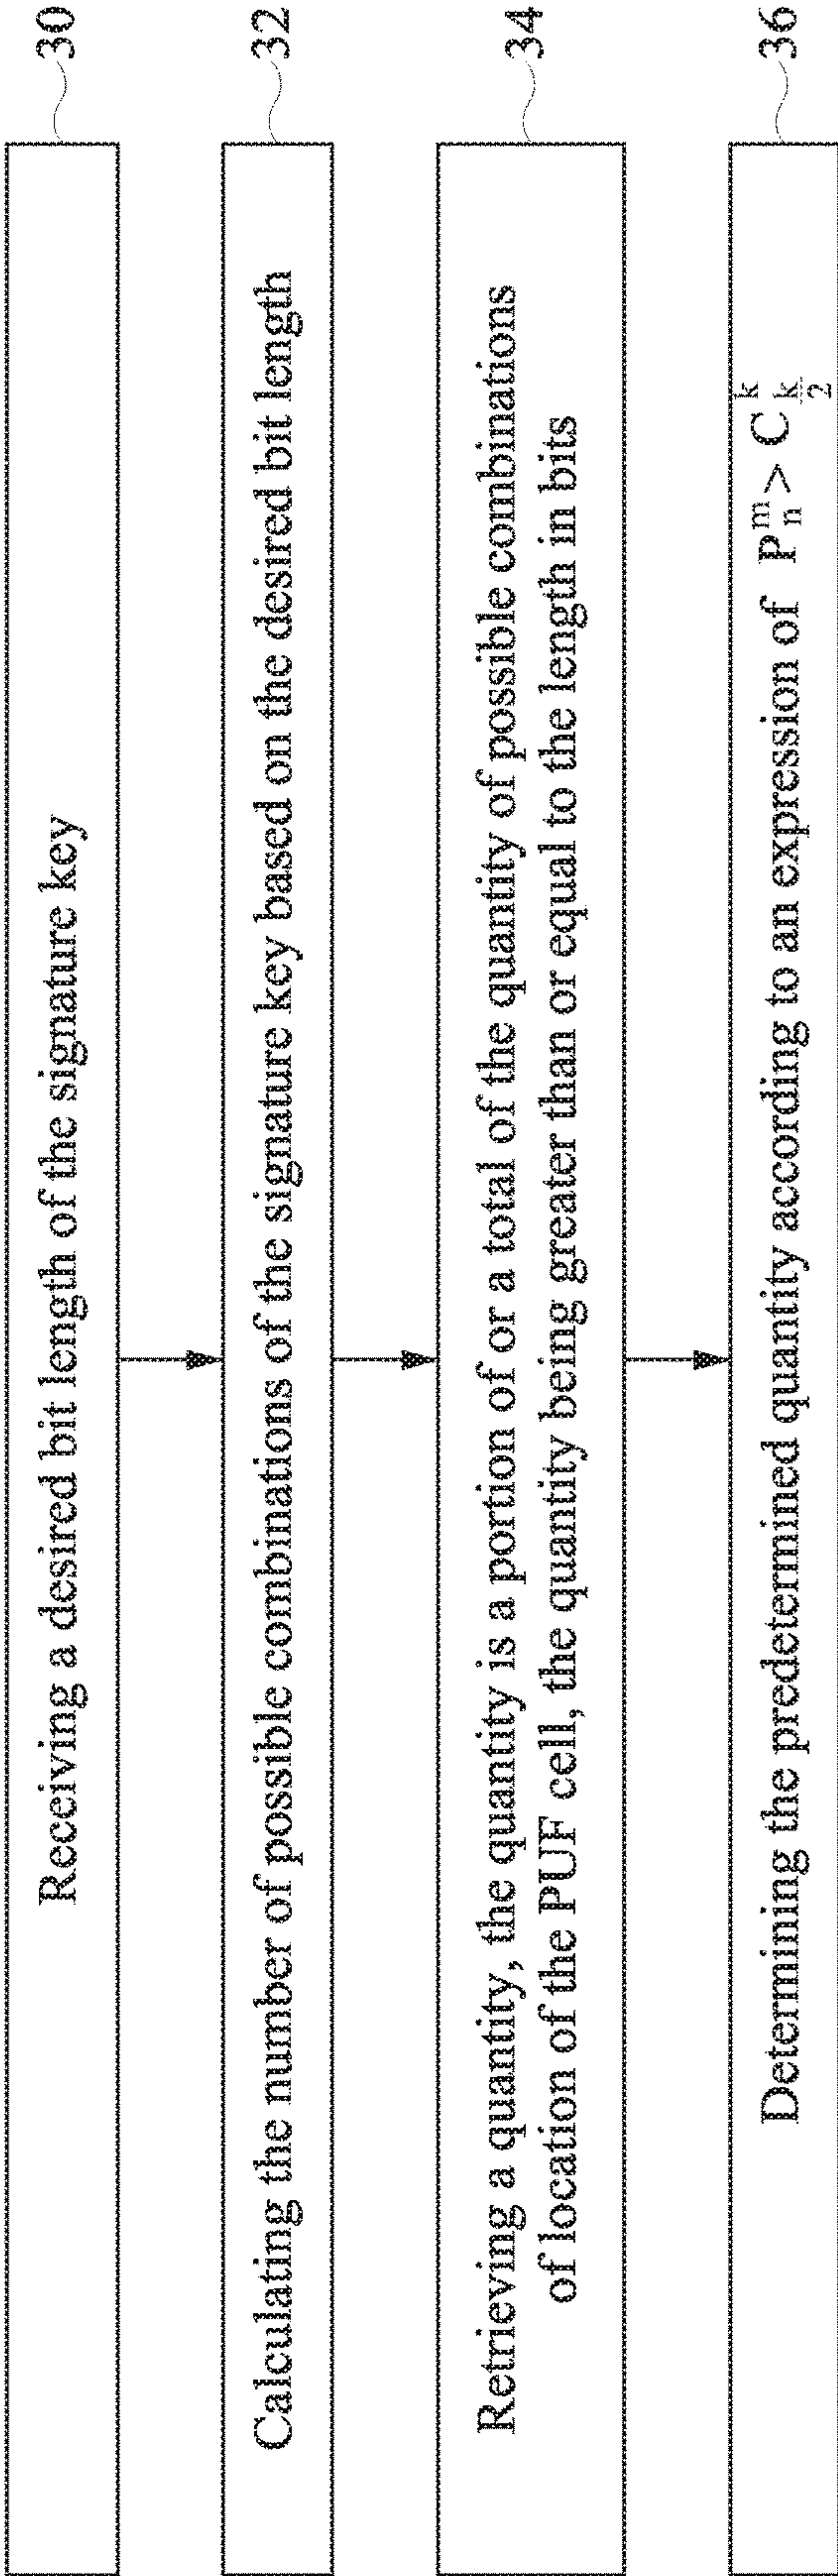 Receiving a desired bit length of the signature key
30
Calculating the number of possible combinations of the signature key based on the desired bit length
32
Retrieving a quantity, the quantity is a portion of or a total of the quantity of possible combinations
of location of the PUF cell, the quantity being greater than or equal to the length in bits
34
Determining the predetermined quantity according to an expression of P^m_n > C^k_{k/2}
36